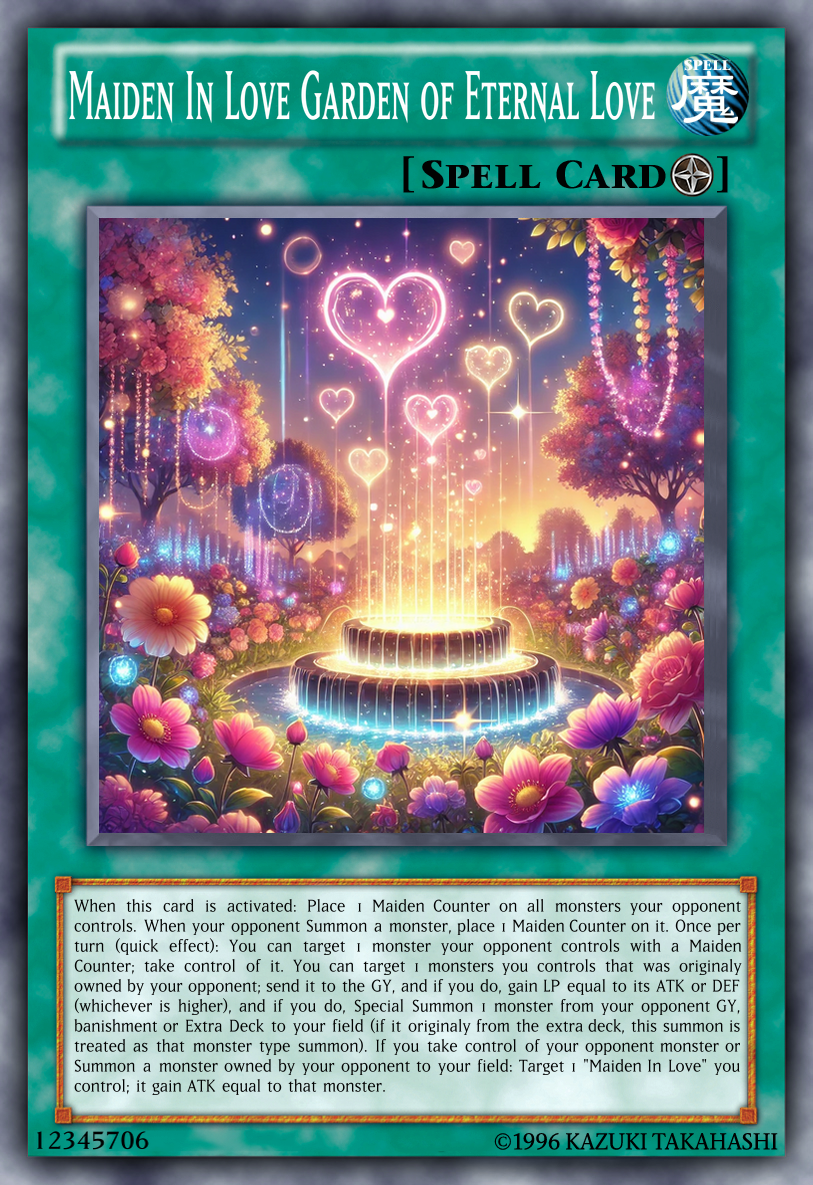 Maiden In Love Garden of Eternal Love
SPELL
魔
[Spell Card]
When this card is activated: Place 1 Maiden Counter on all monsters your opponent
controls. When your opponent Summon a monster, place 1 Maiden Counter on it. Once per
turn (quick effect): You can target 1 monster your opponent controls with a Maiden
Counter; take control of it. You can target 1 monsters you controls that was originaly
owned by your opponent; send it to the GY, and if you do, gain LP equal to its ATK or DEF
(whichever is higher), and if you do, Special Summon 1 monster from your opponent GY,
banishment or Extra Deck to your field (if it originaly from the extra deck, this summon is
treated as that monster type summon). If you take control of your opponent monster or
Summon a monster owned by your opponent to your field: Target 1 "Maiden In Love" you
control; it gain ATK equal to that monster.
12345706
©1996 KAZUKI TAKAHASHI